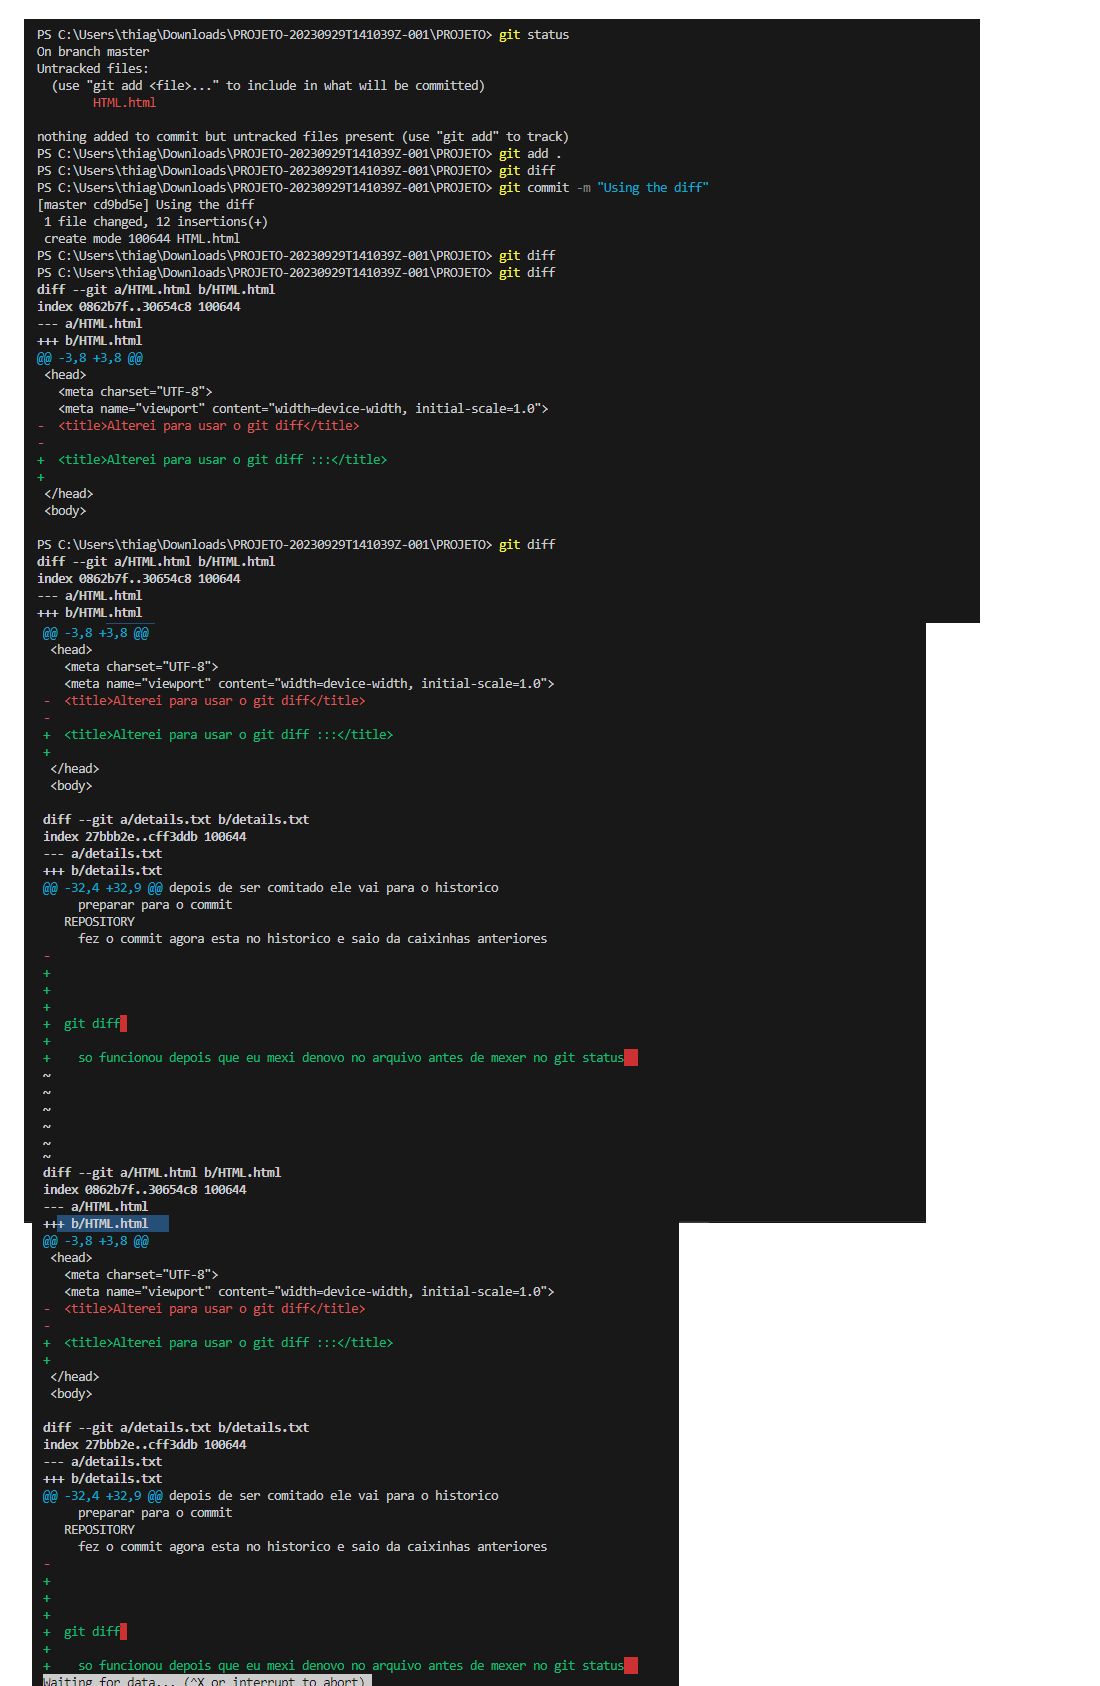 PS C:\Users\thiag\Downloads\PROJETO-20230929T141039Z-001\PROJETO> git status
On branch master
Untracked files:
  (use "git add <file>..." to include in what will be committed)
        HTML.html

nothing added to commit but untracked files present (use "git add" to track)
PS C:\Users\thiag\Downloads\PROJETO-20230929T141039Z-001\PROJETO> git add .
PS C:\Users\thiag\Downloads\PROJETO-20230929T141039Z-001\PROJETO> git diff
PS C:\Users\thiag\Downloads\PROJETO-20230929T141039Z-001\PROJETO> git commit -m "Using the diff"
[master cd9bd5e] Using the diff
 1 file changed, 12 insertions(+)
 create mode 100644 HTML.html
PS C:\Users\thiag\Downloads\PROJETO-20230929T141039Z-001\PROJETO> git diff
PS C:\Users\thiag\Downloads\PROJETO-20230929T141039Z-001\PROJETO> git diff
diff --git a/HTML.html b/HTML.html
index 0862b7f..30654c8 100644
--- a/HTML.html
+++ b/HTML.html
@@ -3,8 +3,8 @@
 <head>
   <meta charset="UTF-8">
   <meta name="viewport" content="width=device-width, initial-scale=1.0">
-  <title>Alterei para usar o git diff</title>
-
+  <title>Alterei para usar o git diff :::</title>
+
 </head>
 <body>

PS C:\Users\thiag\Downloads\PROJETO-20230929T141039Z-001\PROJETO> git diff
diff --git a/HTML.html b/HTML.html
index 0862b7f..30654c8 100644
--- a/HTML.html
+++ b/HTML.html
@@ -3,8 +3,8 @@
 <head>
   <meta charset="UTF-8">
   <meta name="viewport" content="width=device-width, initial-scale=1.0">
-  <title>Alterei para usar o git diff</title>
-
+  <title>Alterei para usar o git diff :::</title>
+
 </head>
 <body>

diff --git a/details.txt b/details.txt
index 27bbb2e..cff3ddb 100644
--- a/details.txt
+++ b/details.txt
@@ -32,4 +32,9 @@ depois de ser comitado ele vai para o historico
     preparar para o commit
   REPOSITORY
     fez o commit agora esta no historico e saio da caixinhas anteriores
-
+
+
+
+  git diff
+
+    so funcionou depois que eu mexi denovo no arquivo antes de mexer no git status
~
~
~
~
~
~
diff --git a/HTML.html b/HTML.html
index 0862b7f..30654c8 100644
--- a/HTML.html
+++ b/HTML.html
@@ -3,8 +3,8 @@
 <head>
   <meta charset="UTF-8">
   <meta name="viewport" content="width=device-width, initial-scale=1.0">
-  <title>Alterei para usar o git diff</title>
-
+  <title>Alterei para usar o git diff :::</title>
+
 </head>
 <body>

diff --git a/details.txt b/details.txt
index 27bbb2e..cff3ddb 100644
--- a/details.txt
+++ b/details.txt
@@ -32,4 +32,9 @@ depois de ser comitado ele vai para o historico
     preparar para o commit
   REPOSITORY
     fez o commit agora esta no historico e saio da caixinhas anteriores
-
+
+
+
+  git diff
+
+    so funcionou depois que eu mexi denovo no arquivo antes de mexer no git status
Waiting for data... (^X or interrupt to abort)